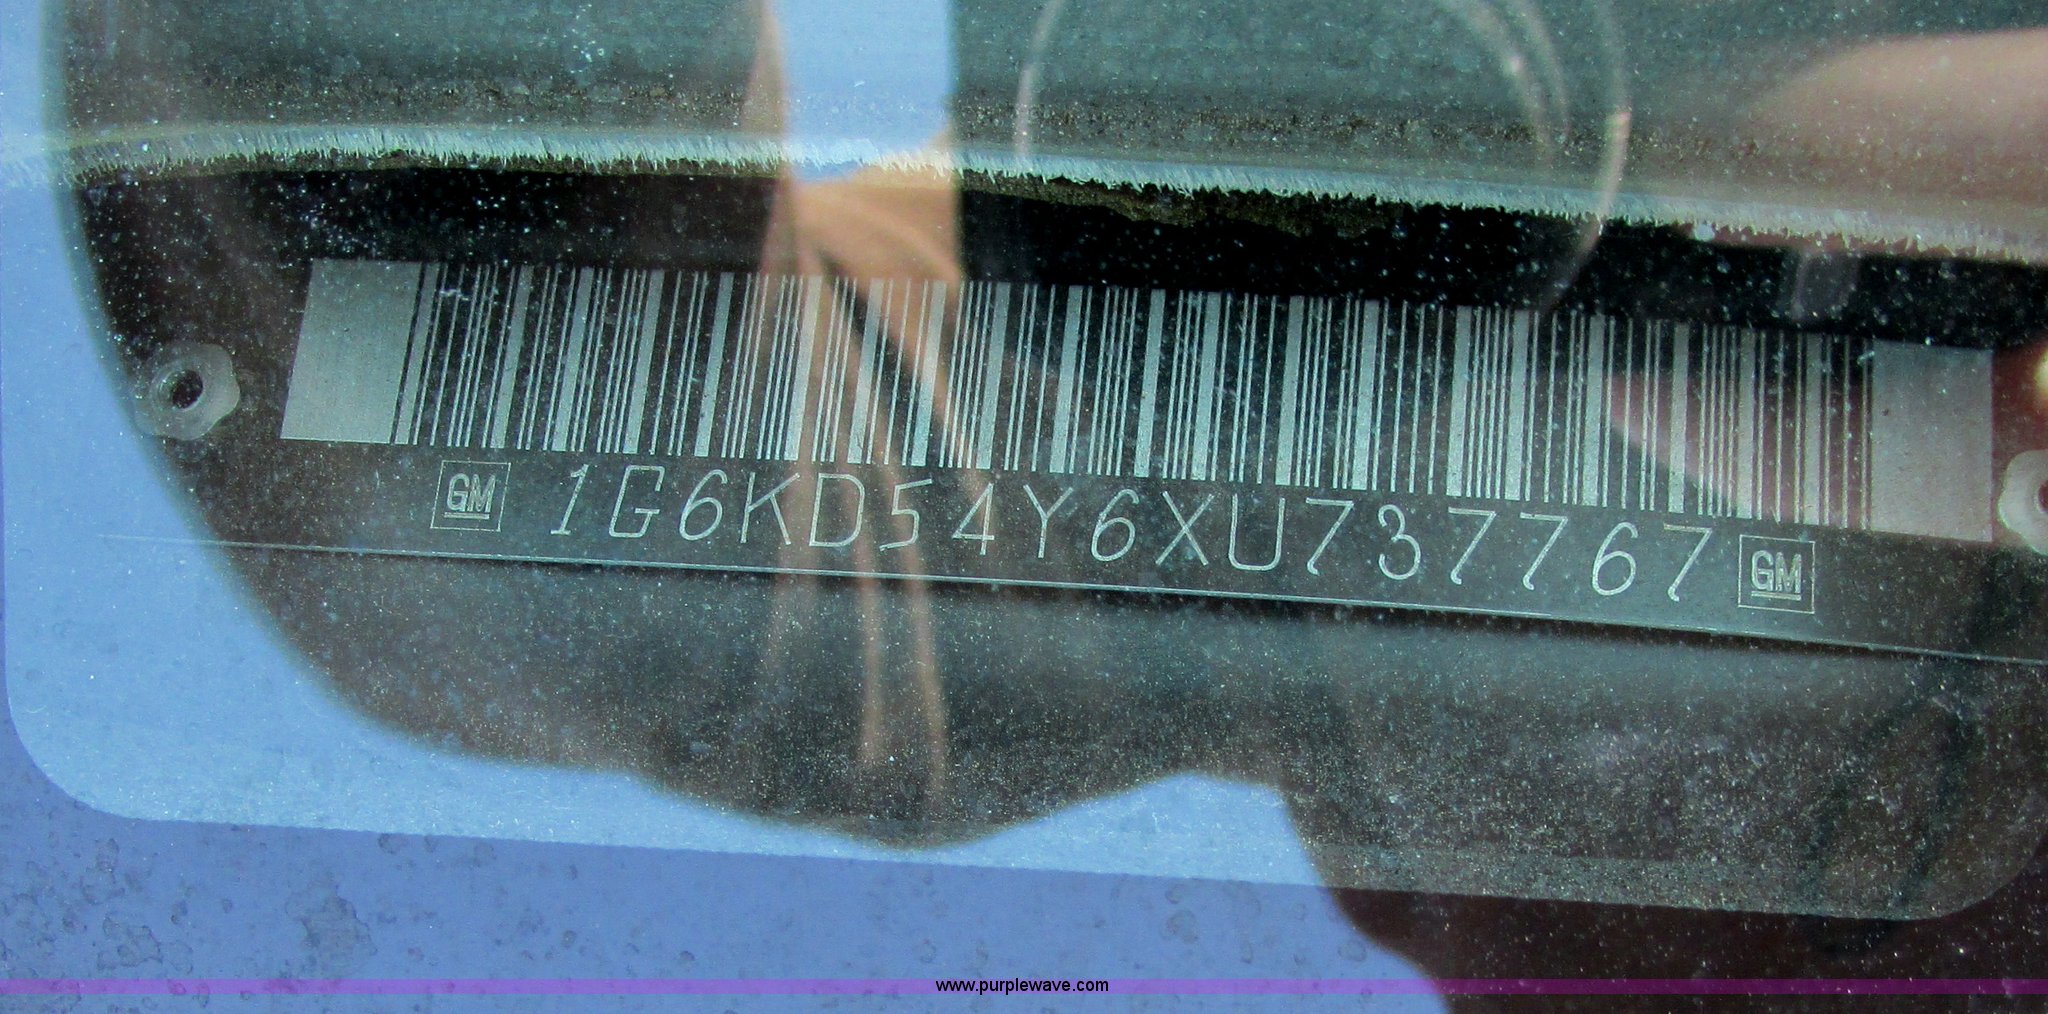 GM 1G6KD54Y6XU737767 GM
www.purplewave.com